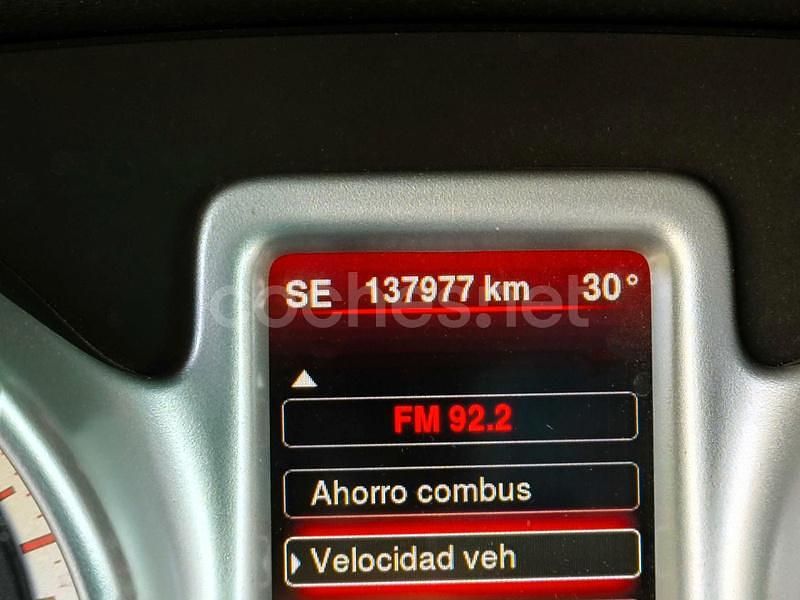 SE 137977 km 30°
coches.net
FM 92.2
Ahorro combus
Velocidad veh